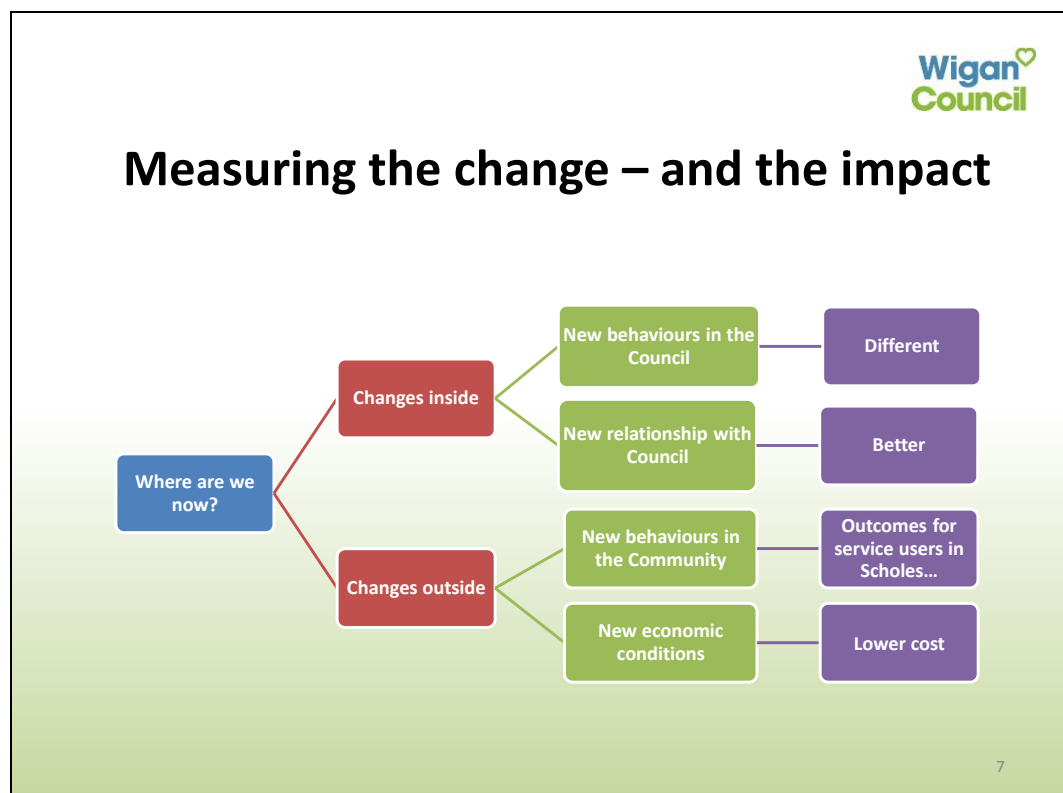 Wigan
Council
Measuring the change – and the impact
Where are we
now?
Changes inside
Changes outside
New behaviours in the
Council
New relationship with
Council
New behaviours in
the Community
New economic
conditions
Different
Better
Outcomes for
service users in
Scholes...
Lower cost
7